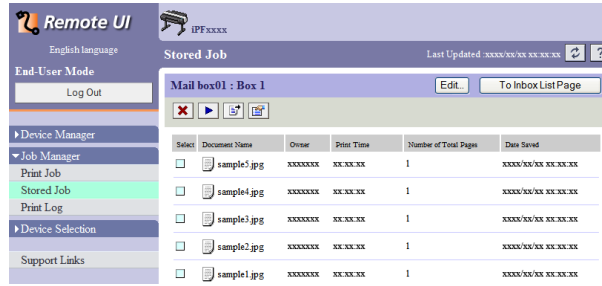 Remote UI
English language
End-User Mode
Log Out
▶Device Manager
▼Job Manager
Print Job
Stored Job
Print Log
▶Device Selection
Support Links
iPFxxxx
Stored Job Last Updated :xxxx/xx/xx xx:xx:xx ?
Mail box01 : Box 1 Edit... To Inbox List Page
Select Document Name Owner Print Time Number of Total Pages Date Saved
sample5.jpg xxxxxxx xx:xx:xx 1 xxxx/xx/xx xx:xx:xx
sample4.jpg xxxxxxx xx:xx:xx 1 xxxx/xx/xx xx:xx:xx
sample3.jpg xxxxxxx xx:xx:xx 1 xxxx/xx/xx xx:xx:xx
sample2.jpg xxxxxxx xx:xx:xx 1 xxxx/xx/xx xx:xx:xx
sample1.jpg xxxxxxx xx:xx:xx 1 xxxx/xx/xx xx:xx:xx